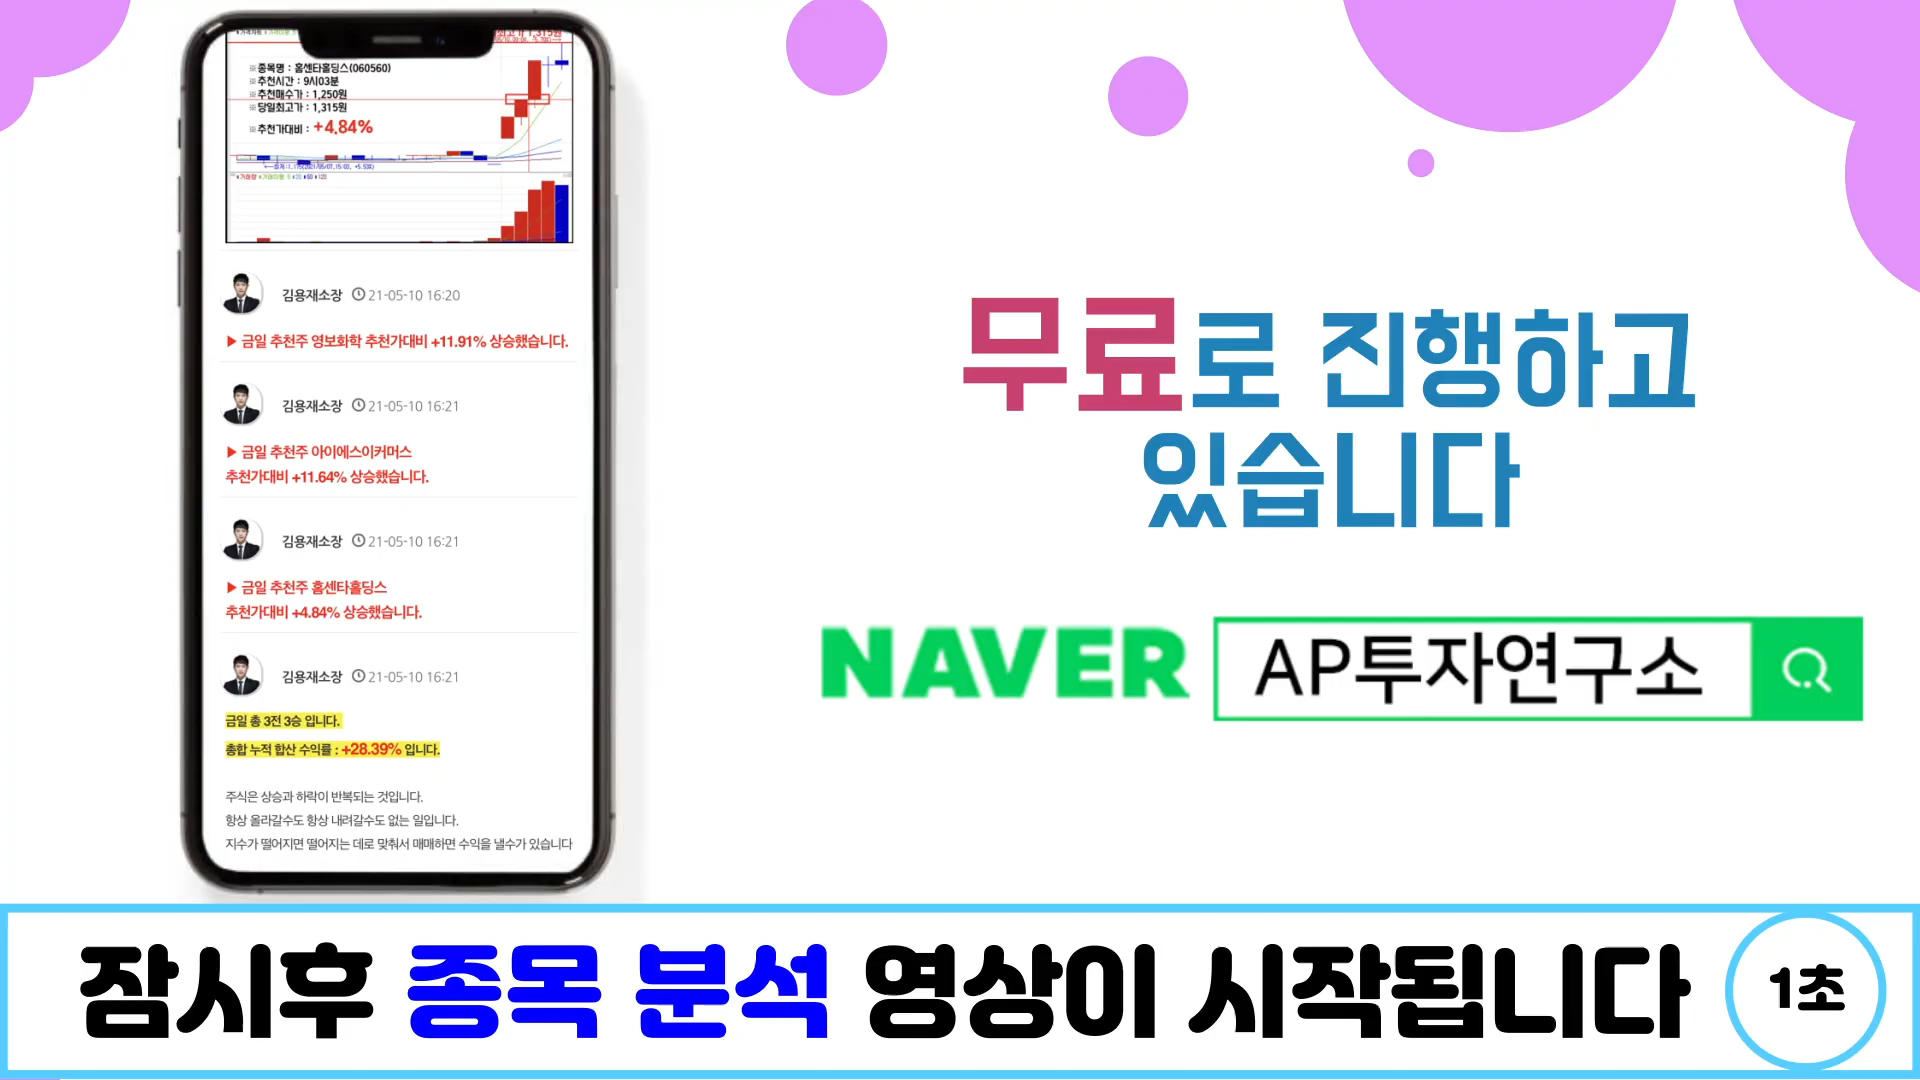 ※종목명 : 홈센타홀딩스(060560)
※추천시간 : 9시03분
※추천매수가 : 1,250원
※당일최고가 : 1,315원
※추천가대비 : +4.84%
김용재소장 21-05-10 16:20
▶ 금일 추천주 영보화학 추천가대비 +11.91% 상승했습니다.
김용재소장 21-05-10 16:21
▶ 금일 추천주 아이에스이커머스
추천가대비 +11.64% 상승했습니다.
김용재소장 21-05-10 16:21
▶ 금일 추천주 홈센타홀딩스
추천가대비 +4.84% 상승했습니다.
김용재소장 21-05-10 16:21
금일 총 3전 3승 입니다.
총합 누적 합산 수익률 : +28.39% 입니다.
주식은 상승과 하락이 반복되는 것입니다.
항상 올라갈수도 항상 내려갈수도 없는 일입니다.
지수가 떨어지면 떨어지는 데로 맞춰서 매매하면 수익을 낼수가 있습니다
무료로 진행하고
있습니다
NAVER AP투자연구소
잠시후 종목 분석 영상이 시작됩니다 1초